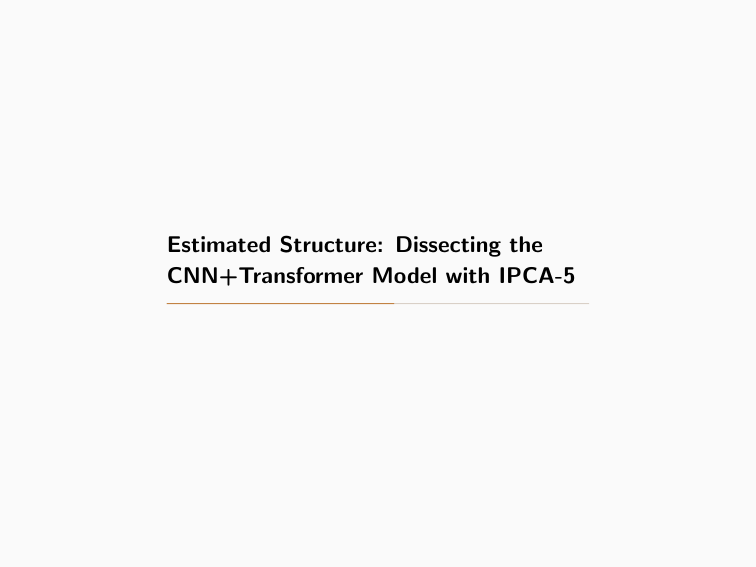 Estimated Structure: Dissecting the
CNN+Transformer Model with IPCA-5